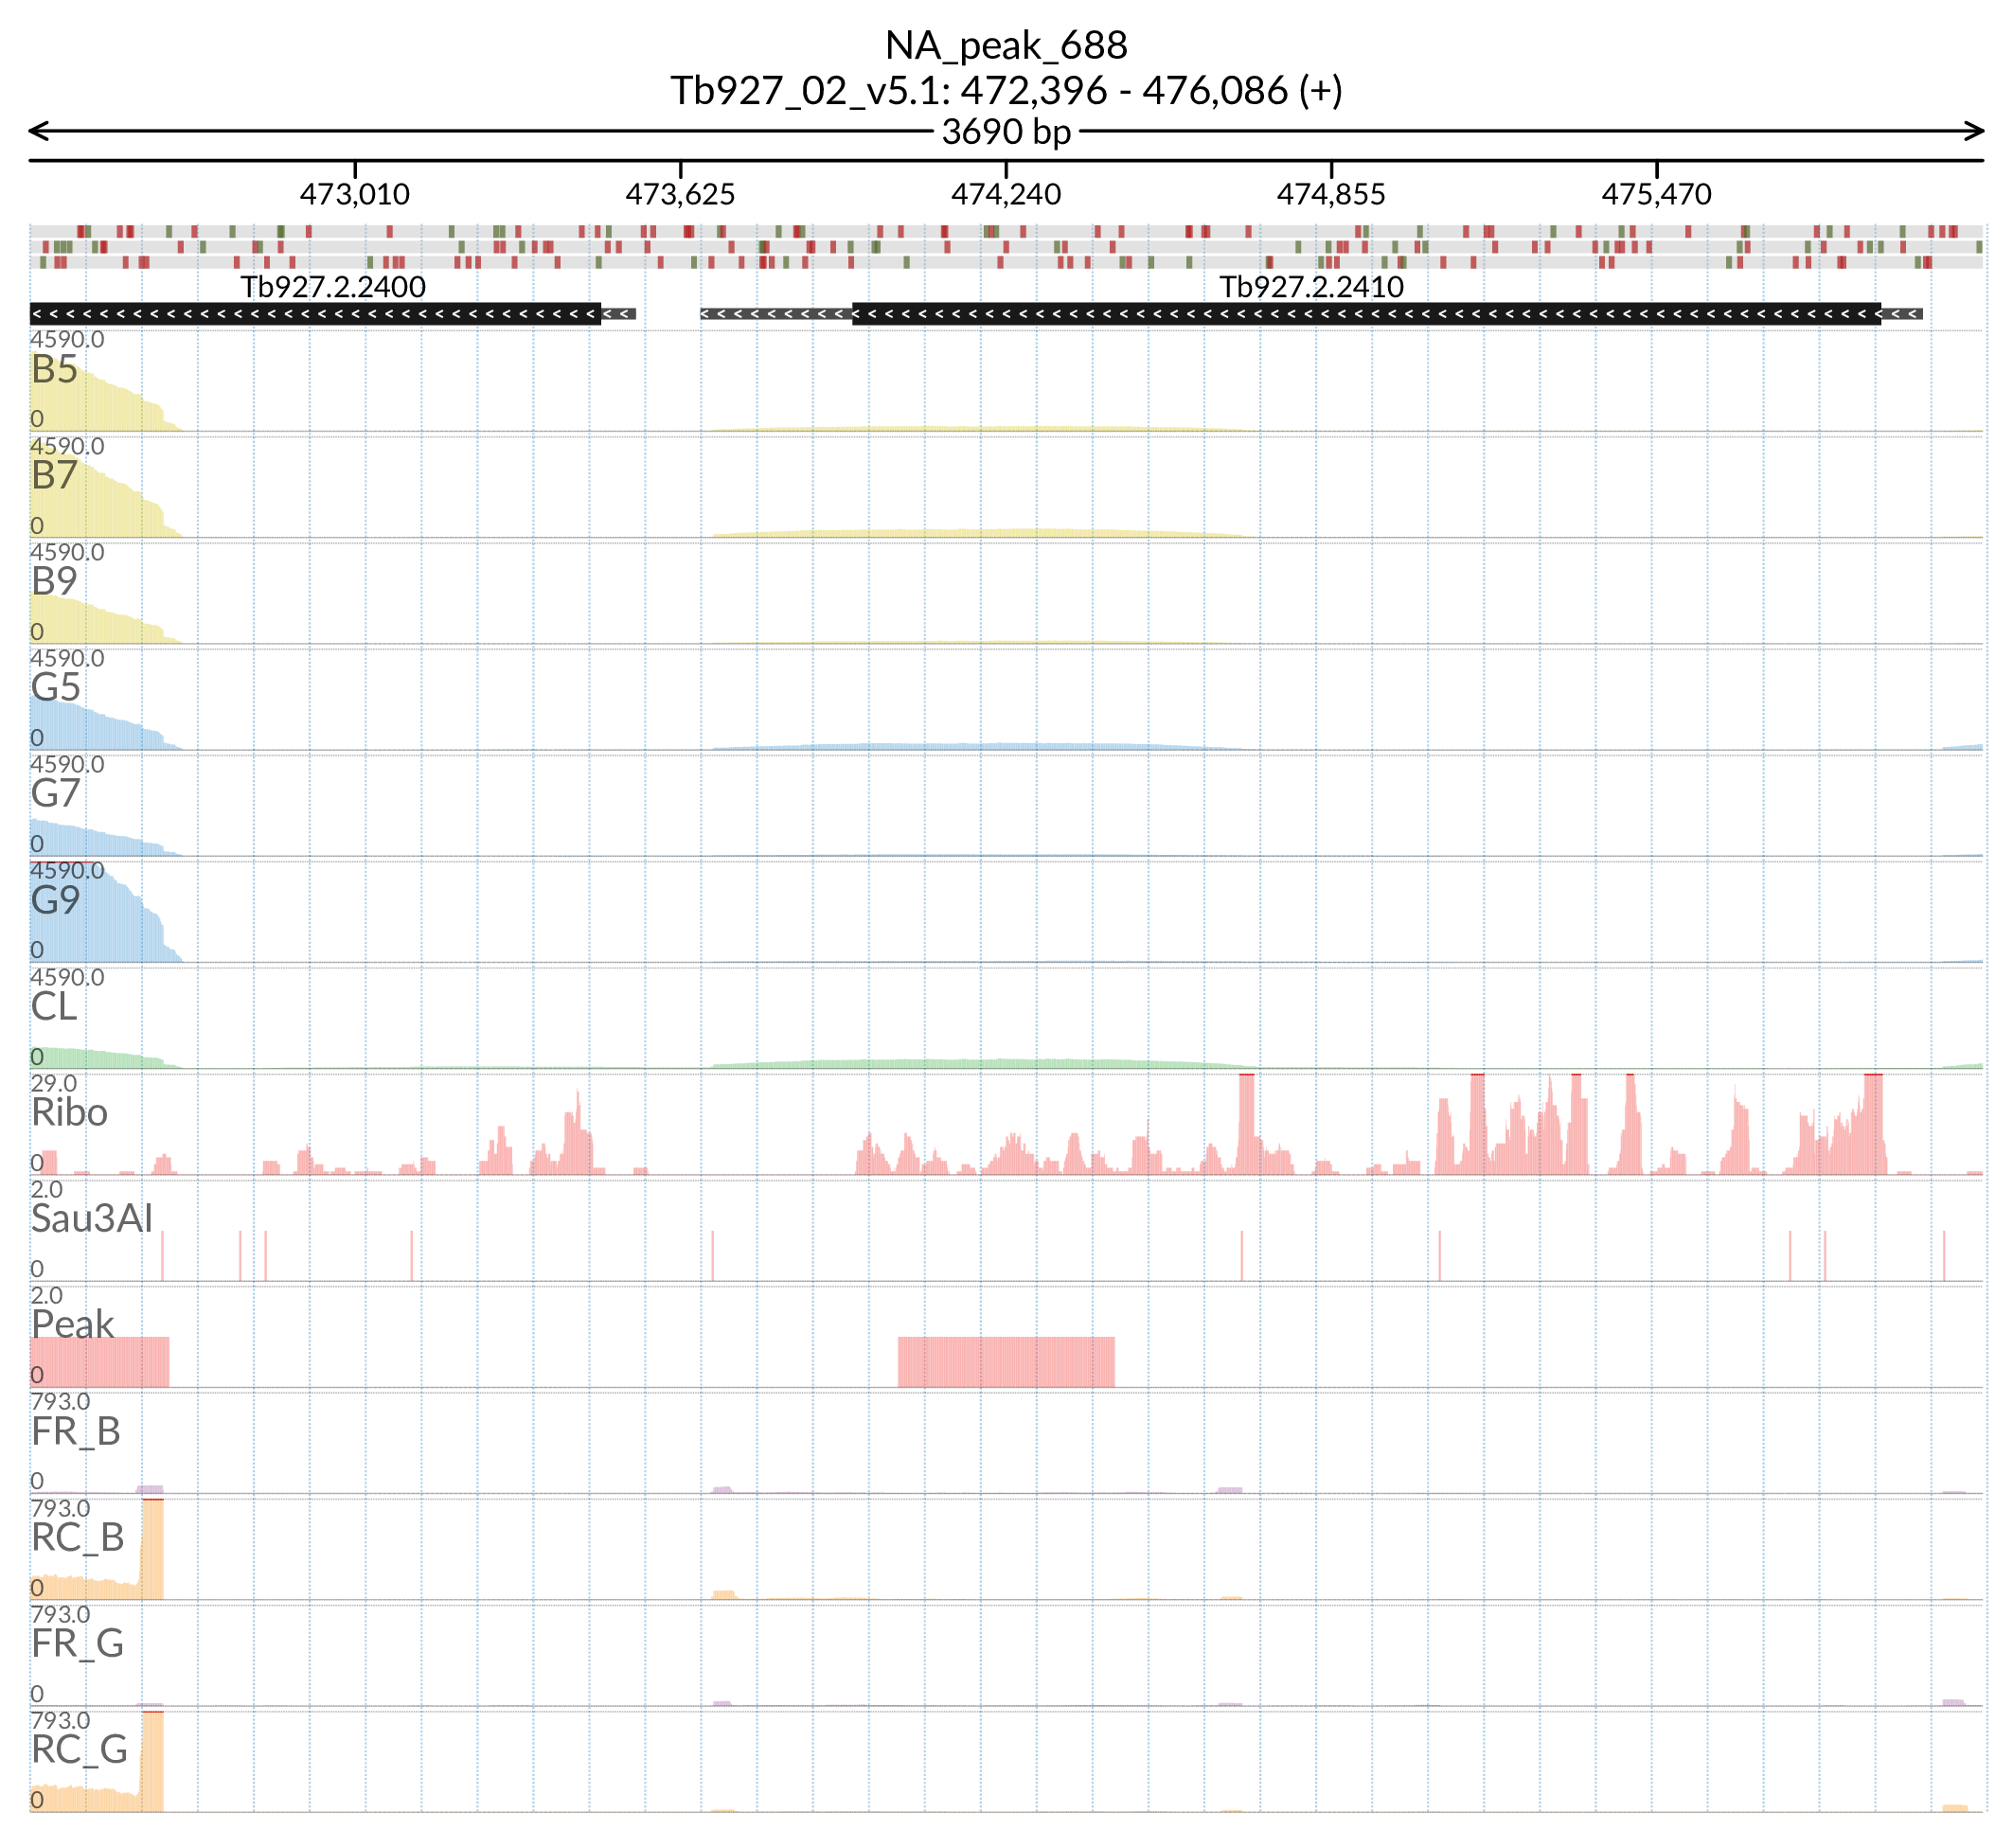 NA_peak_688
Tb927_02_v5.1: 472,396 - 476,086 (+)
3690 bp
473,010 473,625 474,240 474,855 475,470
Tb927.2.2400 Tb927.2.2410
4590.0
B5
0
4590.0
B7
0
4590.0
B9
0
4590.0
G5
0
4590.0
G7
0
4590.0
G9
0
4590.0
CL
0
29.0
Ribo
0
2.0
Sau3AI
0
2.0
Peak
0
793.0
FR_B
0
793.0
RC_B
0
793.0
FR_G
0
793.0
RC_G
0